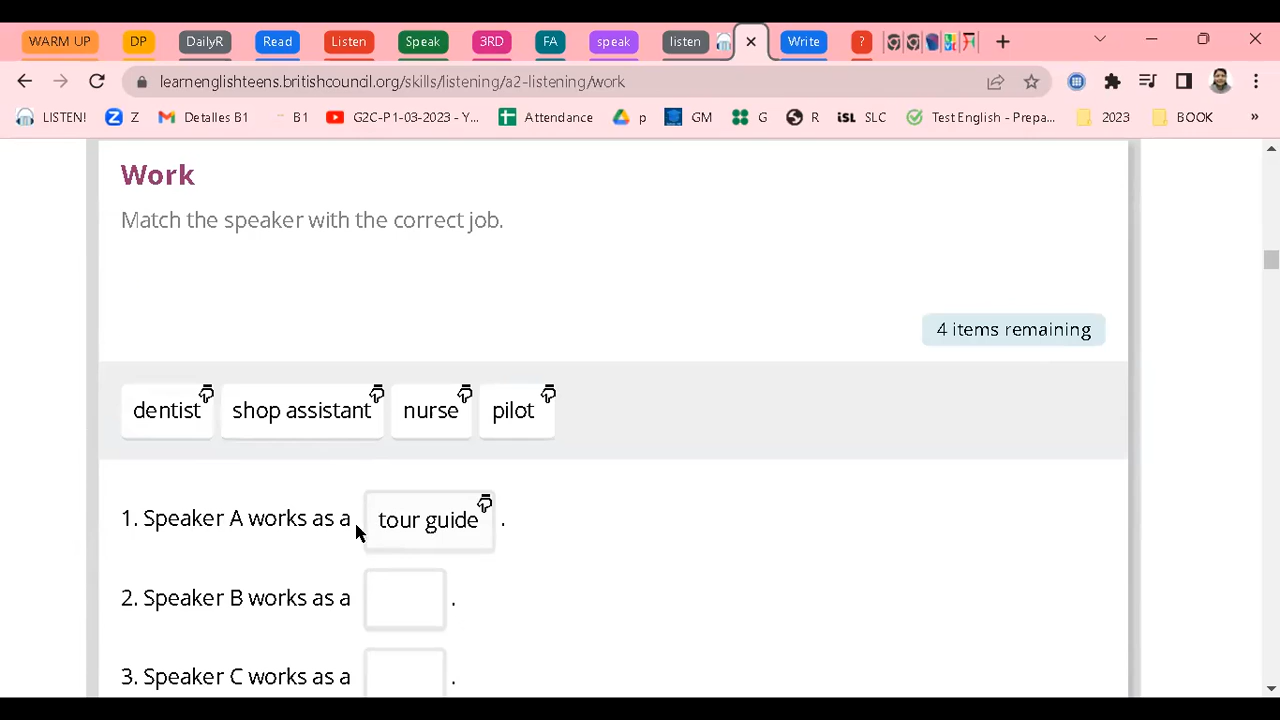 WARM UP DP DailyR Read Listen Speak 3RD FA speak listen Write ?
learnenglishteens.britishcouncil.org/skills/listening/a2-listening/work
LISTEN! Z Detalles B1 B1 G2C-P1-03-2023 - Y... Attendance p GM G R iSL SLC Test English - Prepa... 2023 BOOK »
Work
Match the speaker with the correct job.
4 items remaining
dentist shop assistant nurse pilot
1. Speaker A works as a tour guide .
2. Speaker B works as a .
3. Speaker C works as a .